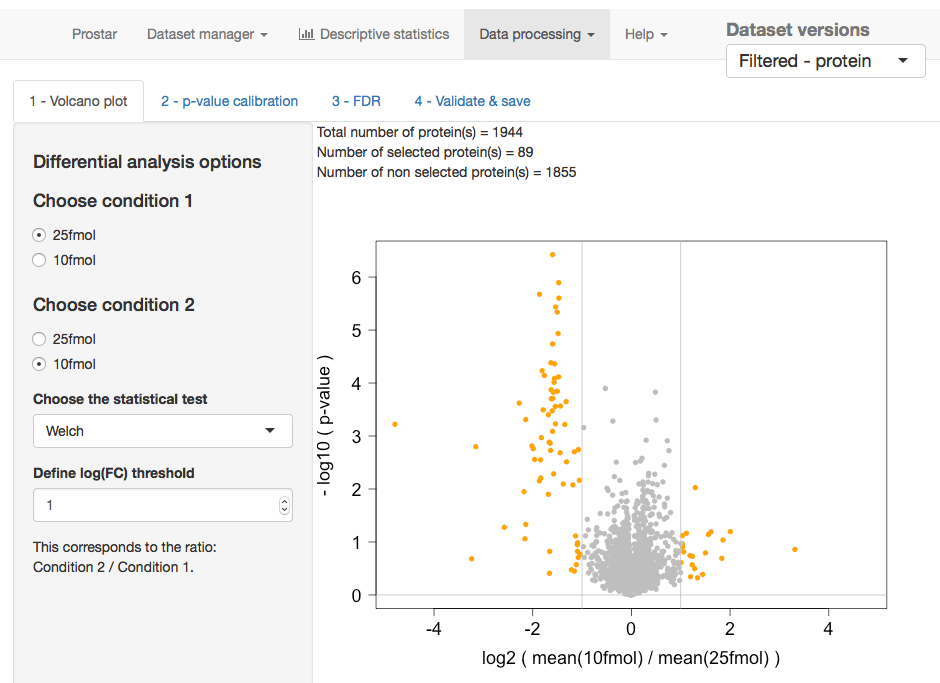 Prostar Dataset manager Descriptive statistics Data processing Help Dataset versions
Filtered - protein
1 - Volcano plot 2 - p-value calibration 3 - FDR 4 - Validate & save
Differential analysis options
Choose condition 1
25fmol
10fmol
Choose condition 2
25fmol
10fmol
Choose the statistical test
Welch
Define log(FC) threshold
1
This corresponds to the ratio:
Condition 2 / Condition 1.
Total number of protein(s) = 1944
Number of selected protein(s) = 89
Number of non selected protein(s) = 1855
- log10 ( p-value )
6
5
4
3
2
1
0
-4 -2 0 2 4
log2 ( mean(10fmol) / mean(25fmol) )